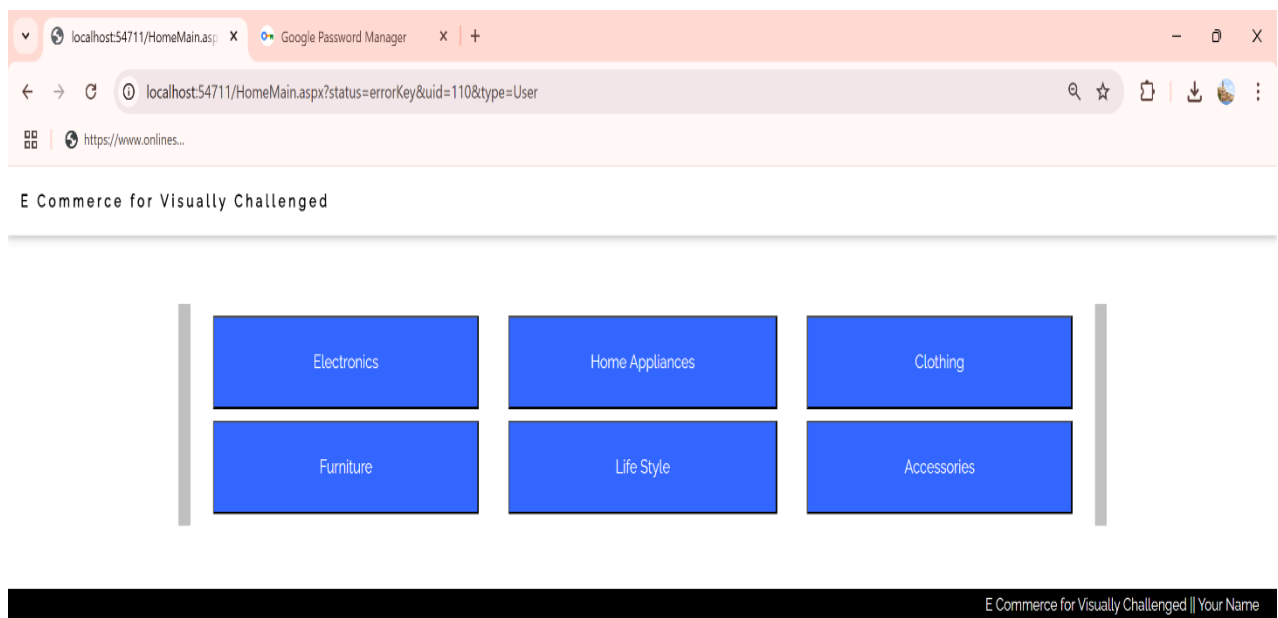 localhost:54711/HomeMain.asp Google Password Manager
localhost:54711/HomeMain.aspx?status=errorKey&uid=110&type=User
https://www.onlines...
E Commerce for Visually Challenged
Electronics Home Appliances Clothing
Furniture Life Style Accessories
E Commerce for Visually Challenged || Your Name